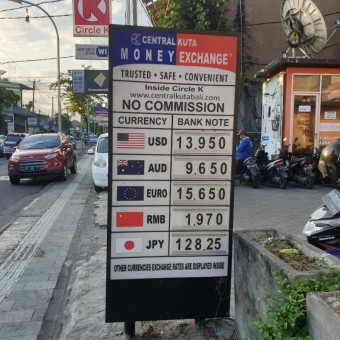 K
CIRCLE K
CENTRAL KUTA
MONEY EXCHANGE
TRUSTED • SAFE • CONVENIENT
Inside Circle K
www.centralkutabali.com
NO COMMISSION
CURRENCY BANK NOTE
USD 13,950
AUD 9.650
EURO 15.650
RMB 1.970
JPY 128.25
OTHER CURRENCIES EXCHANGE RATES ARE DISPLAYED INSIDE